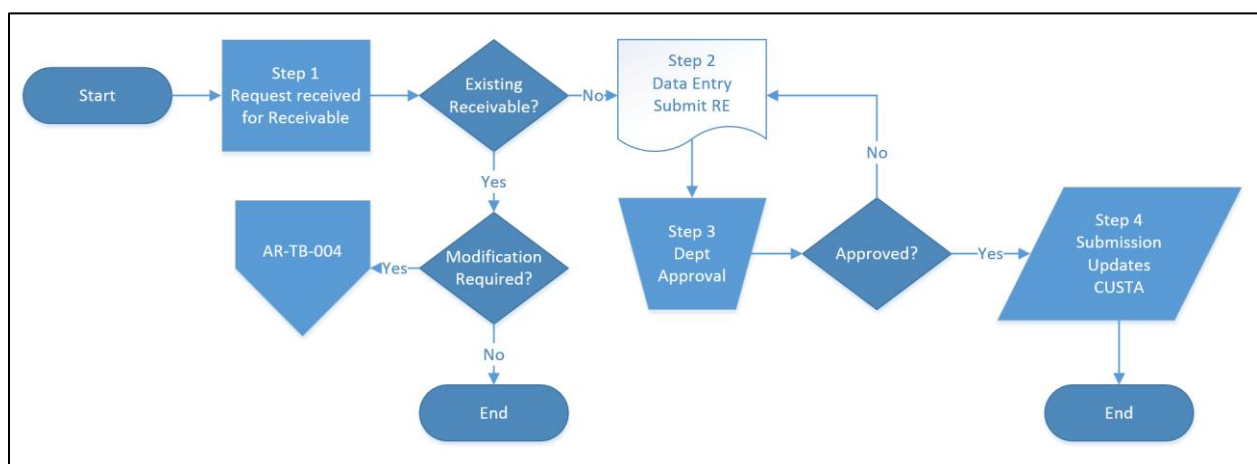 Start
Step 1
Request received
for Receivable
Existing
Receivable?
No
Step 2
Data Entry
Submit RE
No
Yes
AR-TB-004
Yes
Modification
Required?
Step 3
Dept
Approval
Approved?
Yes
Step 4
Submission
Updates
CUSTA
No
End
End